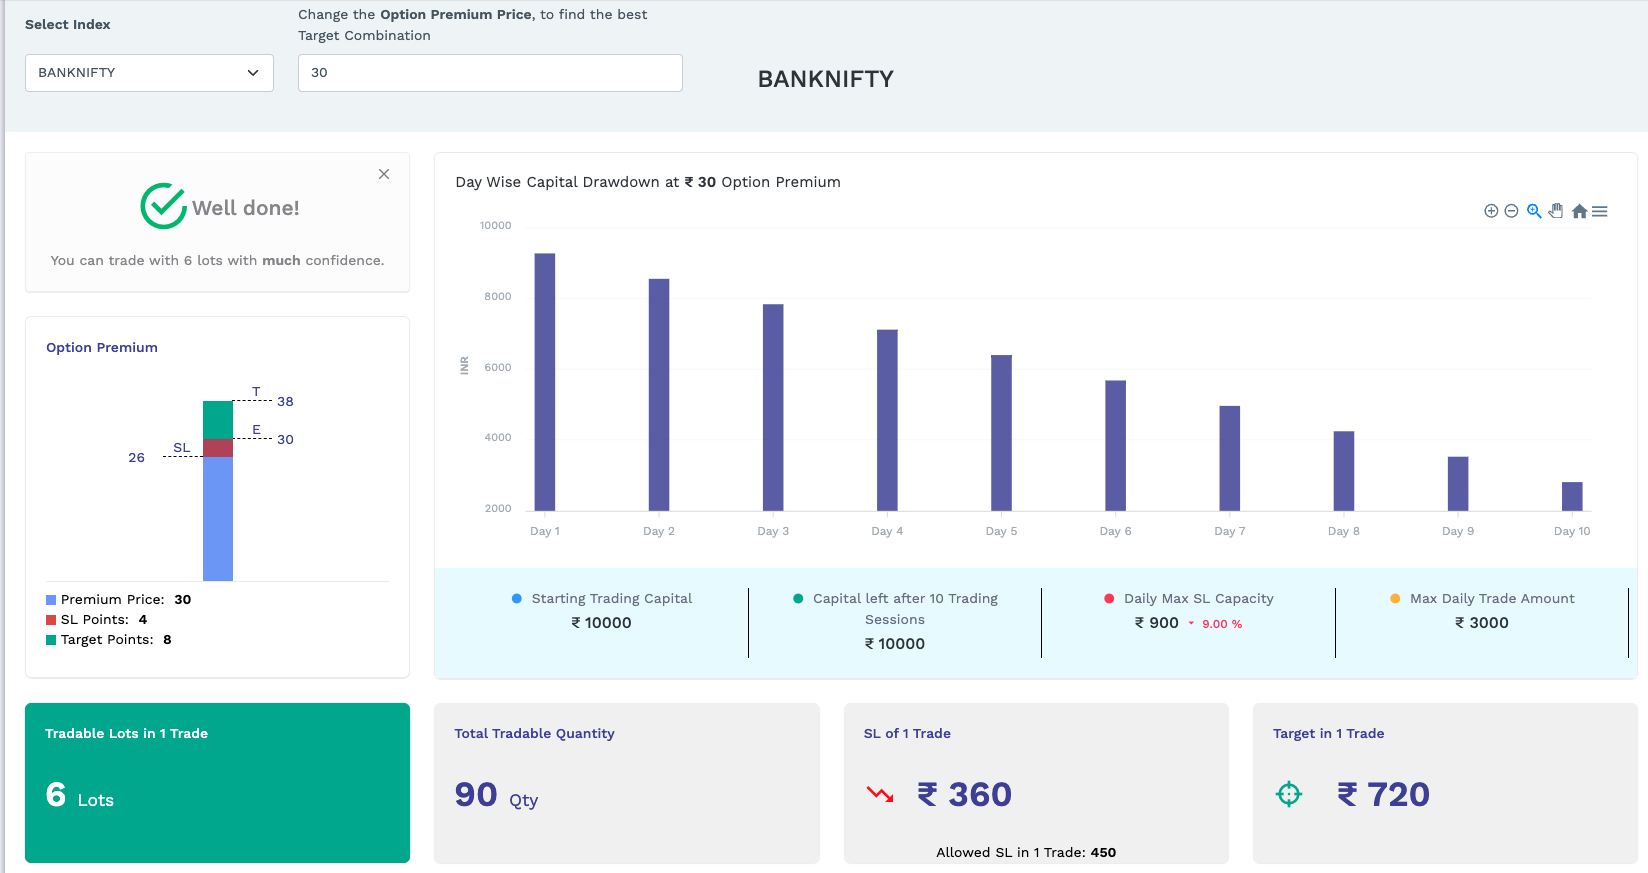 Select Index
BANKNIFTY
Change the Option Premium Price, to find the best
Target Combination
30
BANKNIFTY
Well done!
You can trade with 6 lots with much confidence.
Option Premium
T
38
E
30
SL
26
Premium Price: 30
SL Points: 4
Target Points: 8
Day Wise Capital Drawdown at ₹ 30 Option Premium
10000
8000
6000
4000
2000
INR
Day 1
Day 2
Day 3
Day 4
Day 5
Day 6
Day 7
Day 8
Day 9
Day 10
Starting Trading Capital
₹ 10000
Capital left after 10 Trading
Sessions
₹ 10000
Daily Max SL Capacity
₹ 900 9.00 %
Max Daily Trade Amount
₹ 3000
Tradable Lots in 1 Trade
6 Lots
Total Tradable Quantity
90 Qty
SL of 1 Trade
₹ 360
Allowed SL in 1 Trade: 450
Target in 1 Trade
₹ 720